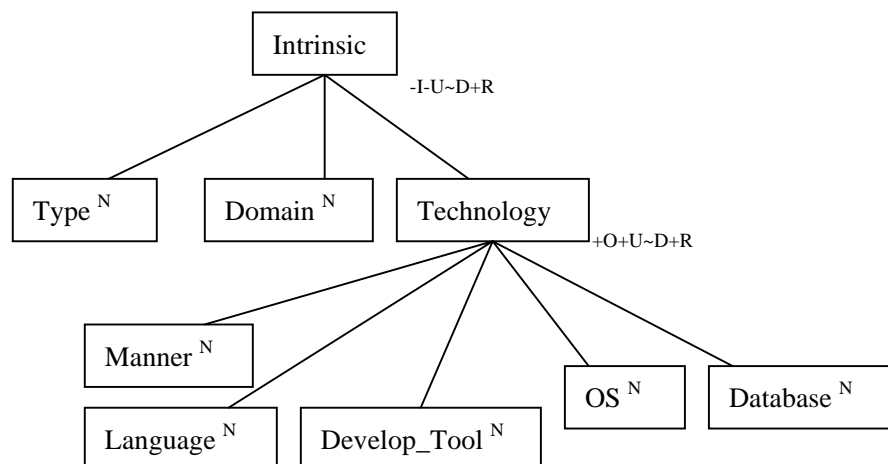 Intrinsic
-I-U~D+R
Type N
Domain N
Technology
+O+U~D+R
Manner N
OS N
Database N
Language N
Develop_Tool N